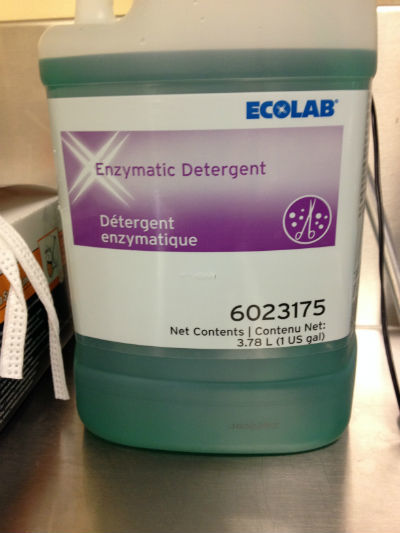 ECOLAB®
Enzymatic Detergent
Détergent
enzymatique
6023175
Net Contents | Contenu Net:
3.78 L (1 US gal)